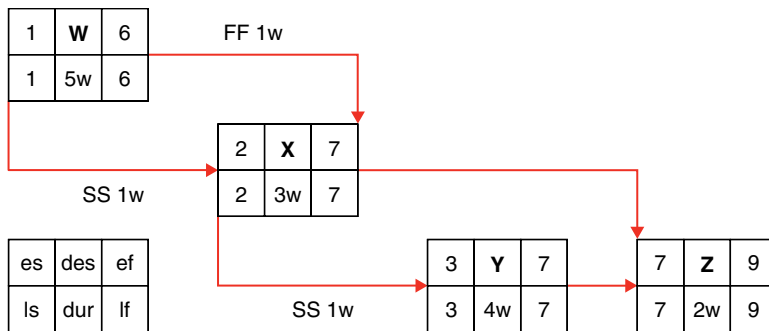 1 W 6
FF 1w
1 5w 6
2 X 7
SS 1w
2 3w 7
es des ef
3 Y 7
7 Z 9
ls dur lf
SS 1w
3 4w 7
7 2w 9